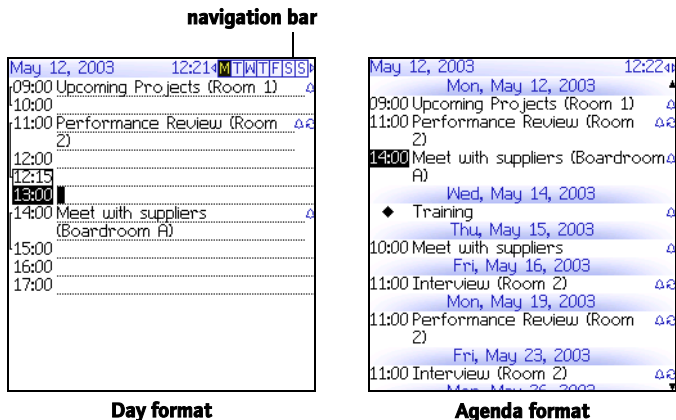 navigation bar
May 12, 2003 12:21 M T W T F S S
09:00 Upcoming Projects (Room 1)
10:00
11:00 Performance Review (Room
2)
12:00
12:15
13:00
14:00 Meet with suppliers
(Boardroom A)
15:00
16:00
17:00
Day format
May 12, 2003 12:22
Mon, May 12, 2003
09:00 Upcoming Projects (Room 1)
11:00 Performance Review (Room
2)
14:00 Meet with suppliers (Boardroom
A)
Wed, May 14, 2003
Training
Thu, May 15, 2003
10:00 Meet with suppliers
Fri, May 16, 2003
11:00 Interview (Room 2)
Mon, May 19, 2003
11:00 Performance Review (Room
2)
Fri, May 23, 2003
11:00 Interview (Room 2)
Mon, May 26, 2003
Agenda format